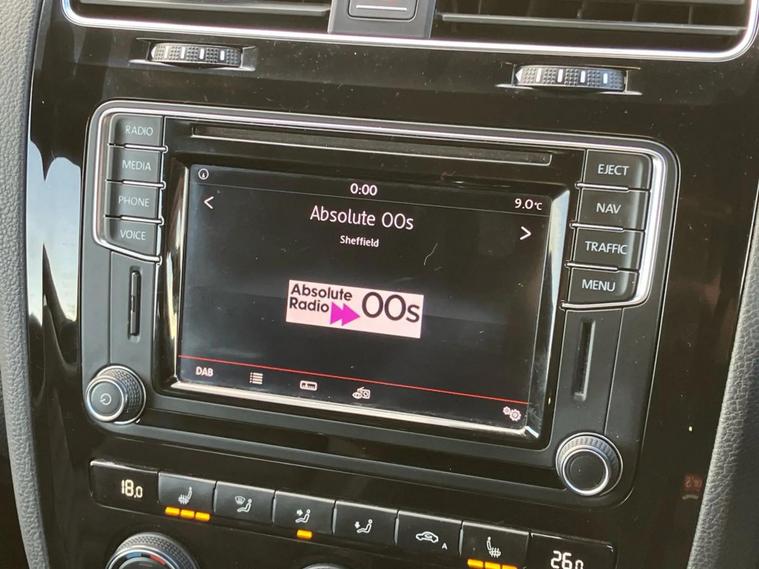 RADIO
MEDIA
PHONE
VOICE
EJECT
NAV
TRAFFIC
MENU
0:00
9.0°C
<
Absolute 00s
>
Sheffield
Absolute
Radio 00s
DAB
18.0
A
26.0